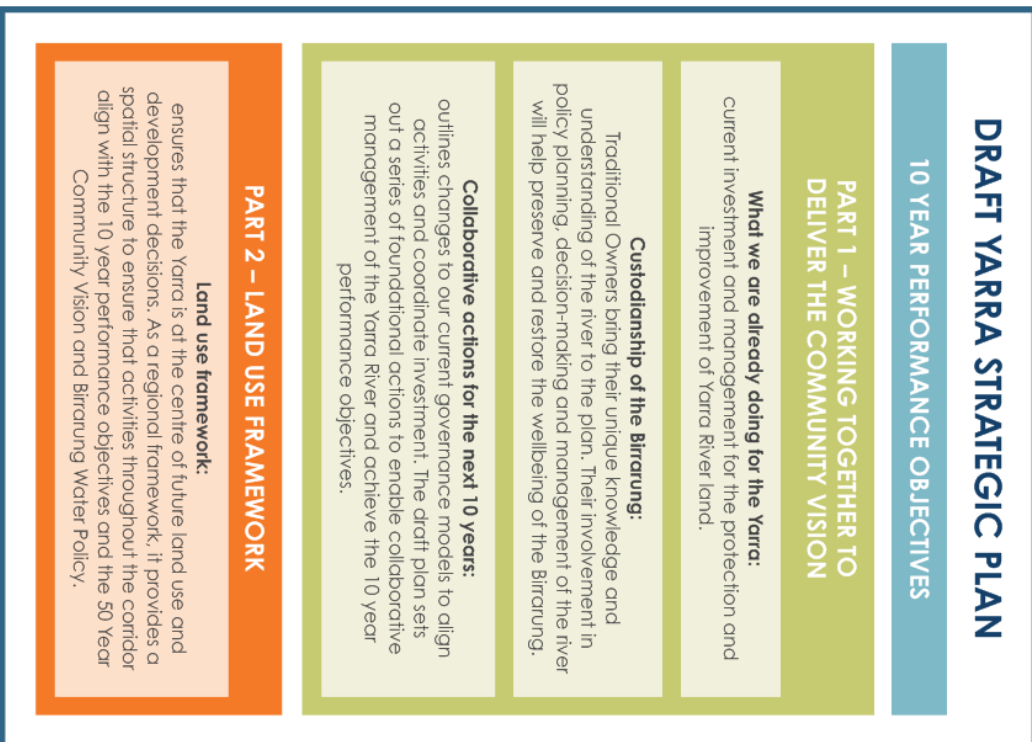 DRAFT YARRA STRATEGIC PLAN
10 YEAR PERFORMANCE OBJECTIVES
PART 1 – WORKING TOGETHER TO
DELIVER THE COMMUNITY VISION
What we are already doing for the Yarra:
current investment and management for the protection and
improvement of Yarra River land.
Custodianship of the Birrarung:
Traditional Owners bring their unique knowledge and
understanding of the river to the plan. Their involvement in
policy planning, decision-making and management of the river
will help preserve and restore the wellbeing of the Birrarung.
Collaborative actions for the next 10 years:
outlines changes to our current governance models to align
activities and coordinate investment. The draft plan sets
out a series of foundational actions to enable collaborative
management of the Yarra River and achieve the 10 year
performance objectives.
PART 2 – LAND USE FRAMEWORK
Land use framework:
ensures that the Yarra is at the centre of future land use and
development decisions. As a regional framework, it provides a
spatial structure to ensure that activities throughout the corridor
align with the 10 year performance objectives and the 50 Year
Community Vision and Birrarung Water Policy.